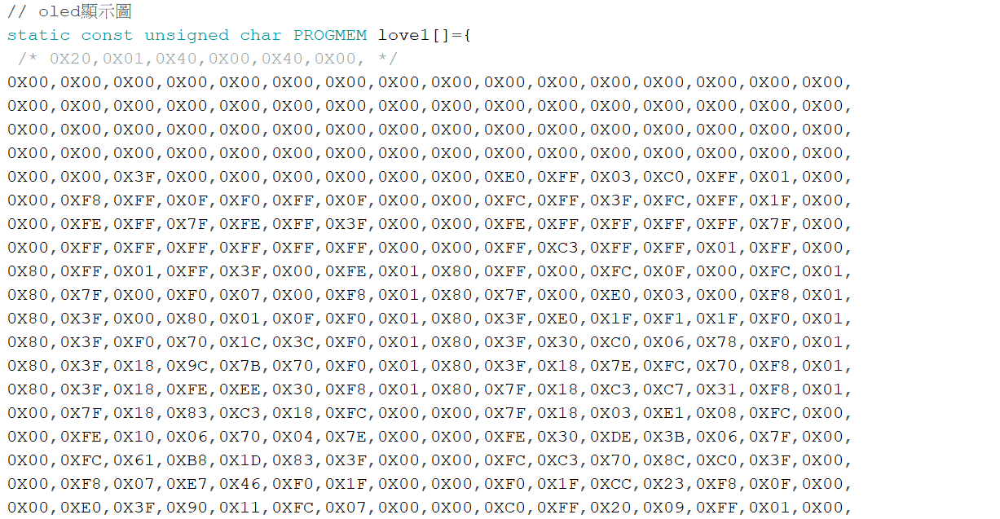 // oled顯示圖
static const unsigned char PROGMEM love1[]={
/* 0X20,0X01,0X40,0X00,0X40,0X00, */
0X00,0X00,0X00,0X00,0X00,0X00,0X00,0X00,0X00,0X00,0X00,0X00,0X00,0X00,0X00,0X00,
0X00,0X00,0X00,0X00,0X00,0X00,0X00,0X00,0X00,0X00,0X00,0X00,0X00,0X00,0X00,0X00,
0X00,0X00,0X00,0X00,0X00,0X00,0X00,0X00,0X00,0X00,0X00,0X00,0X00,0X00,0X00,0X00,
0X00,0X00,0X00,0X00,0X00,0X00,0X00,0X00,0X00,0X00,0X00,0X00,0X00,0X00,0X00,0X00,
0X00,0X00,0X3F,0X00,0X00,0X00,0X00,0X00,0X00,0XE0,0XFF,0X03,0XC0,0XFF,0X01,0X00,
0X00,0XF8,0XFF,0X0F,0XF0,0XFF,0X0F,0X00,0X00,0XFC,0XFF,0X3F,0XFC,0XFF,0X1F,0X00,
0X00,0XFE,0XFF,0X7F,0XFE,0XFF,0X3F,0X00,0X00,0XFE,0XFF,0XFF,0XFF,0XFF,0X7F,0X00,
0X00,0XFF,0XFF,0XFF,0XFF,0XFF,0XFF,0X00,0X00,0XFF,0XC3,0XFF,0XFF,0X01,0XFF,0X00,
0X80,0XFF,0X01,0XFF,0X3F,0X00,0XFE,0X01,0X80,0XFF,0X00,0XFC,0X0F,0X00,0XFC,0X01,
0X80,0X7F,0X00,0XF0,0X07,0X00,0XF8,0X01,0X80,0X7F,0X00,0XE0,0X03,0X00,0XF8,0X01,
0X80,0X3F,0X00,0X80,0X01,0X0F,0XF0,0X01,0X80,0X3F,0XE0,0X1F,0XF1,0X1F,0XF0,0X01,
0X80,0X3F,0XF0,0X70,0X1C,0X3C,0XF0,0X01,0X80,0X3F,0X30,0XC0,0X06,0X78,0XF0,0X01,
0X80,0X3F,0X18,0X9C,0X7B,0X70,0XF0,0X01,0X80,0X3F,0X18,0X7E,0XFC,0X70,0XF8,0X01,
0X80,0X3F,0X18,0XFE,0XEE,0X30,0XF8,0X01,0X80,0X7F,0X18,0XC3,0XC7,0X31,0XF8,0X01,
0X00,0X7F,0X18,0X83,0XC3,0X18,0XFC,0X00,0X00,0X7F,0X18,0X03,0XE1,0X08,0XFC,0X00,
0X00,0XFE,0X10,0X06,0X70,0X04,0X7E,0X00,0X00,0XFE,0X30,0XDE,0X3B,0X06,0X7F,0X00,
0X00,0XFC,0X61,0XB8,0X1D,0X83,0X3F,0X00,0X00,0XFC,0XC3,0X70,0X8C,0XC0,0X3F,0X00,
0X00,0XF8,0X07,0XE7,0X46,0XF0,0X1F,0X00,0X00,0XF0,0X1F,0XCC,0X23,0XF8,0X0F,0X00,
0X00,0XE0,0X3F,0X90,0X11,0XFC,0X07,0X00,0X00,0XC0,0XFF,0X20,0X09,0XFF,0X01,0X00,